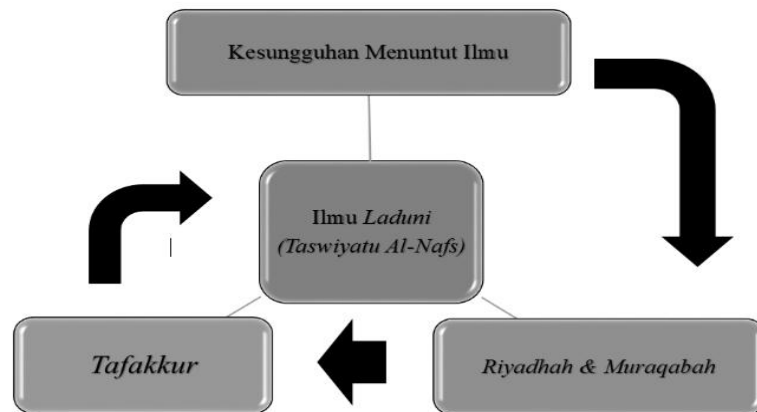 Kesungguhan Menuntut Ilmu
Ilmu Laduni
(Taswiyatu Al-Nafs)
Tafakkur
Riyadhah & Muraqabah